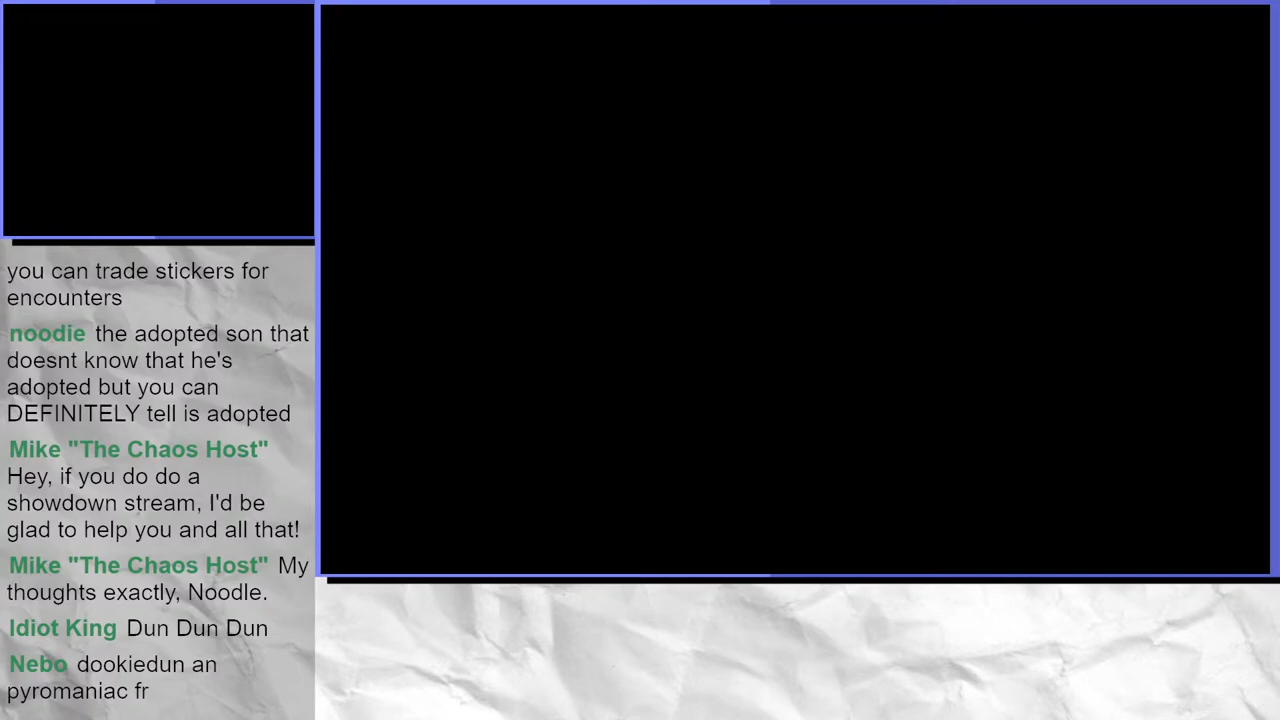 you can trade stickers for
encounters
noodie the adopted son that
doesnt know that he's
adopted but you can
DEFINITELY tell is adopted
Mike "The Chaos Host"
Hey, if you do do a
showdown stream, I'd be
glad to help you and all that!
Mike "The Chaos Host" My
thoughts exactly, Noodle.
Idiot King Dun Dun Dun
Nebo dookiedun an
pyromaniac fr